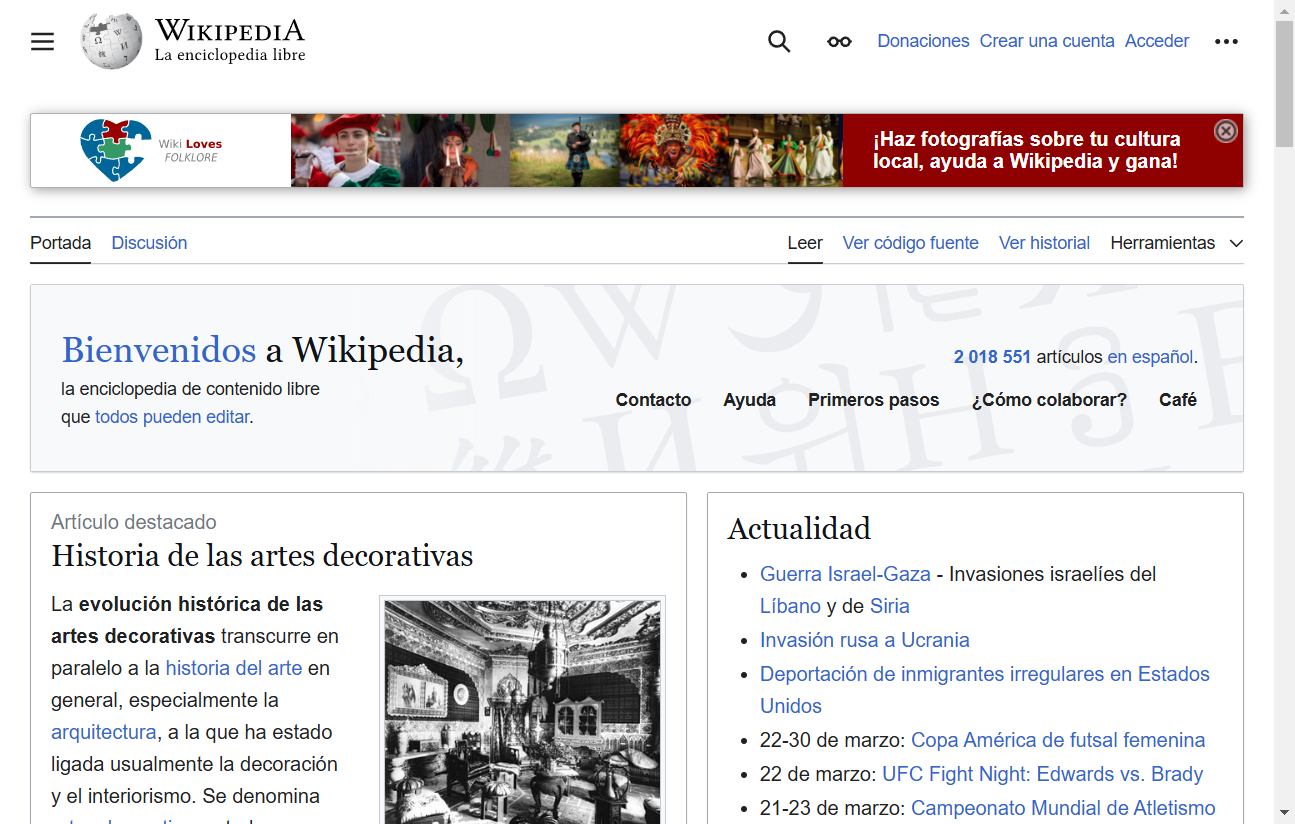 WIKIPEDIA
La enciclopedia libre
Donaciones Crear una cuenta Acceder
Wiki Loves
FOLKLORE
¡Haz fotografías sobre tu cultura
local, ayuda a Wikipedia y gana!
Portada Discusión
Leer Ver código fuente Ver historial Herramientas
Bienvenidos a Wikipedia,
la enciclopedia de contenido libre
que todos pueden editar.
2 018 551 artículos en español.
Contacto Ayuda Primeros pasos ¿Cómo colaborar? Café
Artículo destacado
Historia de las artes decorativas
La evolución histórica de las
artes decorativas transcurre en
paralelo a la historia del arte en
general, especialmente la
arquitectura, a la que ha estado
ligada usualmente la decoración
y el interiorismo. Se denomina
Actualidad
Guerra Israel-Gaza - Invasiones israelíes del
Líbano y de Siria
Invasión rusa a Ucrania
Deportación de inmigrantes irregulares en Estados
Unidos
22-30 de marzo: Copa América de futsal femenina
22 de marzo: UFC Fight Night: Edwards vs. Brady
21-23 de marzo: Campeonato Mundial de Atletismo